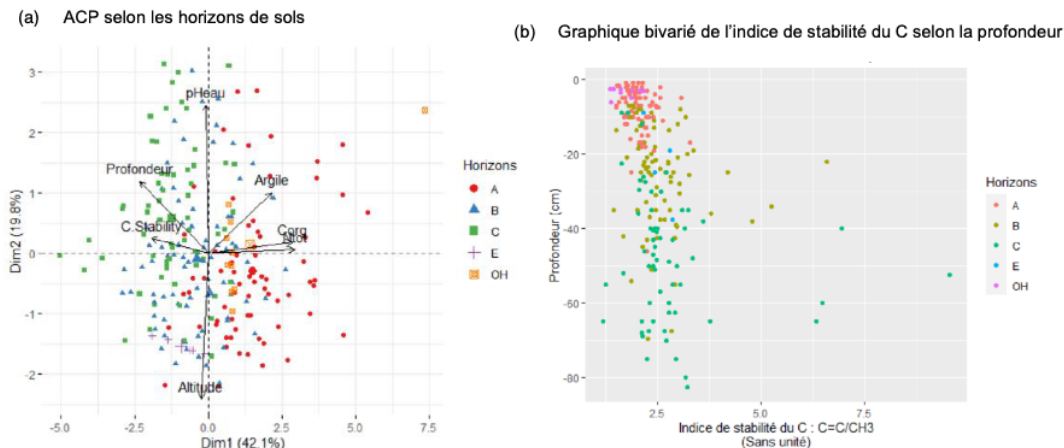 (a) ACP selon les horizons de sols
pHeau
Profondeur
Argile
C.Stability
Corg
Ntot
Altitude
3
2
1
0
-1
-2
Dim2 (19.8%)
-5.0
-2.5
0.0
2.5
5.0
7.5
Dim1 (42.1%)
Horizons
A
B
C
E
OH
(b) Graphique bivarié de l'indice de stabilité du C selon la profondeur
0
-20
-40
-60
-80
Profondeur (cm)
2.5
5.0
7.5
Indice de stabilité du C : C=C/CH3
(Sans unité)
Horizons
A
B
C
E
OH